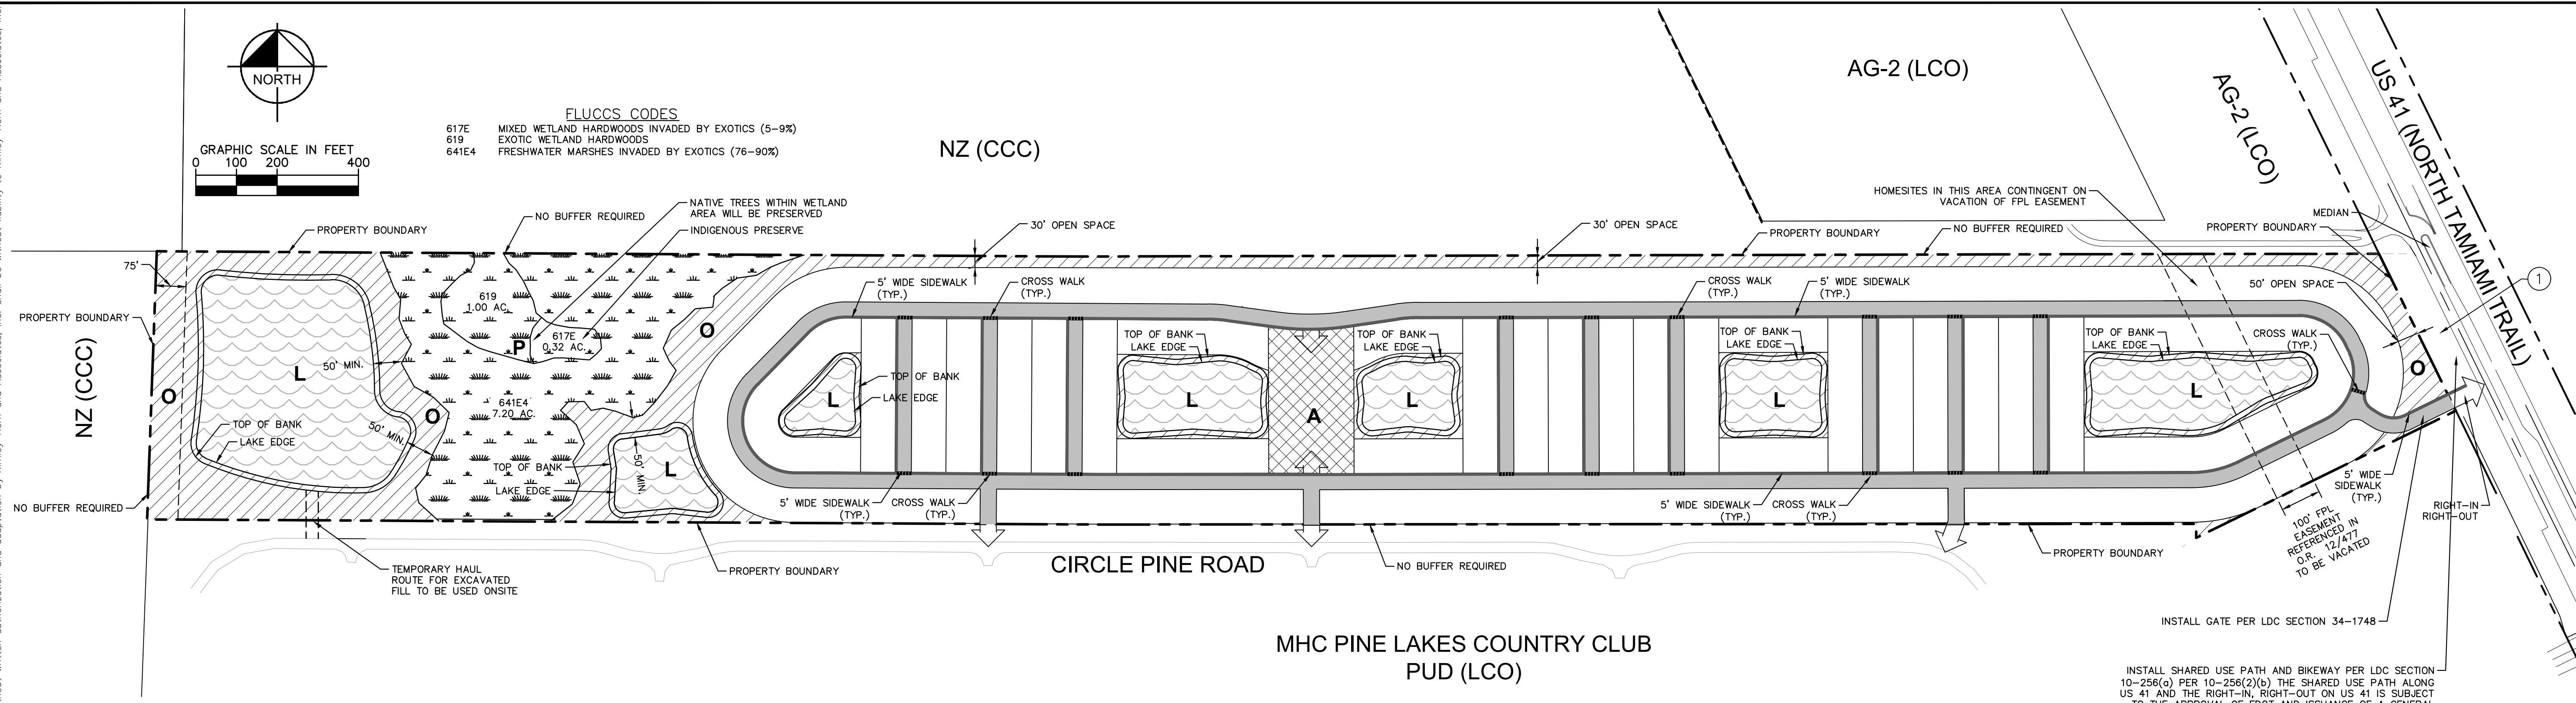 NORTH
GRAPHIC SCALE IN FEET
0 100 200 400
FLUCCS CODES
617E MIXED WETLAND HARDWOODS INVADED BY EXOTICS (5-9%)
619 EXOTIC WETLAND HARDWOODS
641E4 FRESHWATER MARSHES INVADED BY EXOTICS (76-90%)
NZ (CCC)
AG-2 (LCO)
AG-2 (LCO)
US 41 (NORTH TAMIAMI TRAIL)
NATIVE TREES WITHIN WETLAND
AREA WILL BE PRESERVED
INDIGENOUS PRESERVE
NO BUFFER REQUIRED
PROPERTY BOUNDARY
30' OPEN SPACE
30' OPEN SPACE
PROPERTY BOUNDARY
NO BUFFER REQUIRED
HOMESITES IN THIS AREA CONTINGENT ON
VACATION OF FPL EASEMENT
MEDIAN
PROPERTY BOUNDARY
50' OPEN SPACE
1
75'
PROPERTY BOUNDARY
NZ (CCC)
NO BUFFER REQUIRED
O
L
TOP OF BANK
LAKE EDGE
50' MIN.
50' MIN.
O
619
1.00 AC.
617E
0.32 AC.
P
641E4
7.20 AC.
O
TOP OF BANK
LAKE EDGE
50' MIN.
L
5' WIDE SIDEWALK
(TYP.)
CROSS WALK
(TYP.)
L
TOP OF BANK
LAKE EDGE
TOP OF BANK
LAKE EDGE
L
A
TOP OF BANK
LAKE EDGE
L
CROSS WALK
(TYP.)
5' WIDE SIDEWALK
(TYP.)
TOP OF BANK
LAKE EDGE
L
TOP OF BANK
LAKE EDGE
L
CROSS WALK
(TYP.)
O
5' WIDE SIDEWALK
(TYP.)
CROSS WALK
(TYP.)
5' WIDE SIDEWALK
(TYP.)
CROSS WALK
(TYP.)
5' WIDE
SIDEWALK
(TYP.)
RIGHT-IN
RIGHT-OUT
100' FPL
EASEMENT
REFERENCED IN
O.R. 12/477
TO BE VACATED
TEMPORARY HAUL
ROUTE FOR EXCAVATED
FILL TO BE USED ONSITE
PROPERTY BOUNDARY
CIRCLE PINE ROAD
NO BUFFER REQUIRED
PROPERTY BOUNDARY
MHC PINE LAKES COUNTRY CLUB
PUD (LCO)
INSTALL GATE PER LDC SECTION 34-1748
INSTALL SHARED USE PATH AND BIKEWAY PER LDC SECTION
10-256(a) PER 10-256(2)(b) THE SHARED USE PATH ALONG
US 41 AND THE RIGHT-IN, RIGHT-OUT ON US 41 IS SUBJECT
TO THE APPROVAL OF FDOT AND ISSUANCE OF A GENERAL